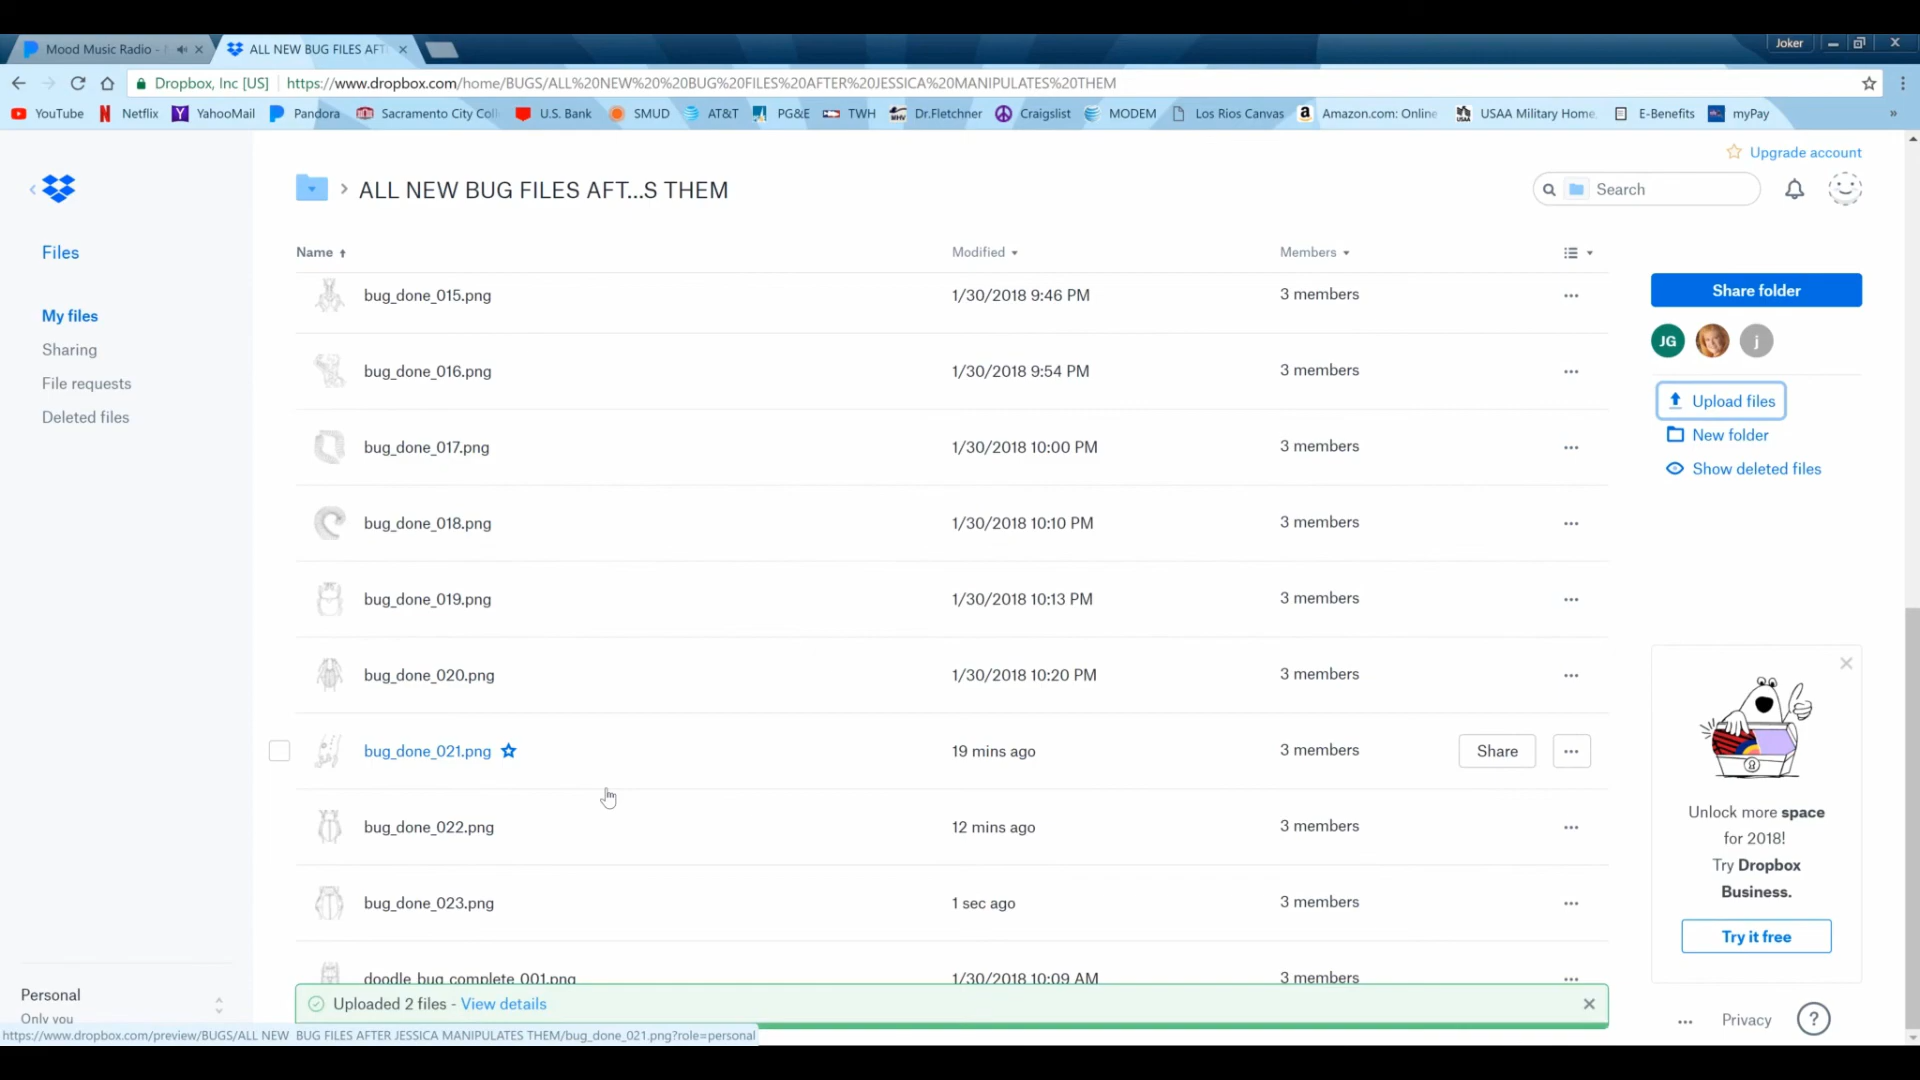 Mood Music Radio -
ALL NEW BUG FILES AFT
Joker
Dropbox, Inc [US]
https://www.dropbox.com/home/BUGS/ALL%20NEW%20%20BUG%20FILES%20AFTER%20JESSICA%20MANIPULATES%20THEM
YouTube
Netflix
YahooMail
Pandora
Sacramento City Coll
U.S. Bank
SMUD
AT&T
PG&E
TWH
Dr.Fletchner
Craigslist
MODEM
Los Rios Canvas
Amazon.com: Online
USAA Military Home,
E-Benefits
myPay
»
Upgrade account
ALL NEW BUG FILES AFT...S THEM
Search
Files
My files
Sharing
File requests
Deleted files
Name
Modified
Members
bug_done_015.png 1/30/2018 9:46 PM 3 members
bug_done_016.png 1/30/2018 9:54 PM 3 members
bug_done_017.png 1/30/2018 10:00 PM 3 members
bug_done_018.png 1/30/2018 10:10 PM 3 members
bug_done_019.png 1/30/2018 10:13 PM 3 members
bug_done_020.png 1/30/2018 10:20 PM 3 members
bug_done_021.png 19 mins ago 3 members Share
bug_done_022.png 12 mins ago 3 members
bug_done_023.png 1 sec ago 3 members
doodle_bug_complete_001.png 1/30/2018 10:09 AM 3 members
Uploaded 2 files - View details
Share folder
JG
j
Upload files
New folder
Show deleted files
Unlock more space
for 2018!
Try Dropbox
Business.
Try it free
Personal
Only you
Privacy
?
https://www.dropbox.com/preview/BUGS/ALL NEW  BUG FILES AFTER JESSICA MANIPULATES THEM/bug_done_021.png?role=personal